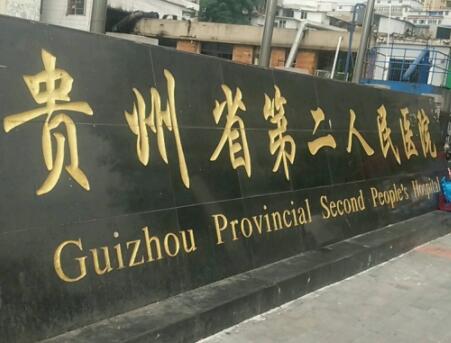 贵州省第二人民医院
Guizhou Provincial Second People's Hospital